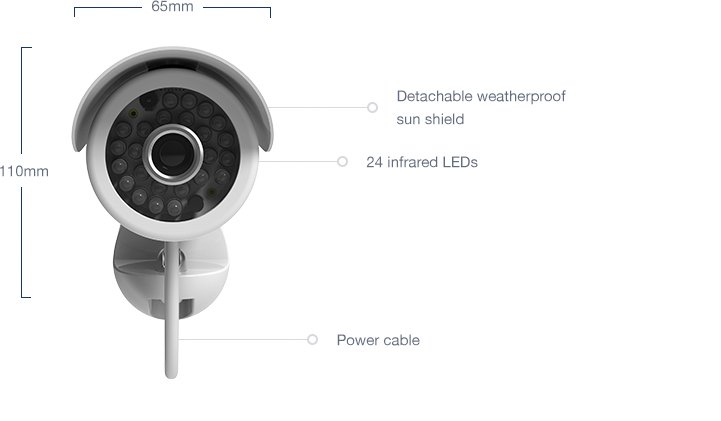 65mm
Detachable weatherproof
sun shield
24 infrared LEDs
110mm
Power cable